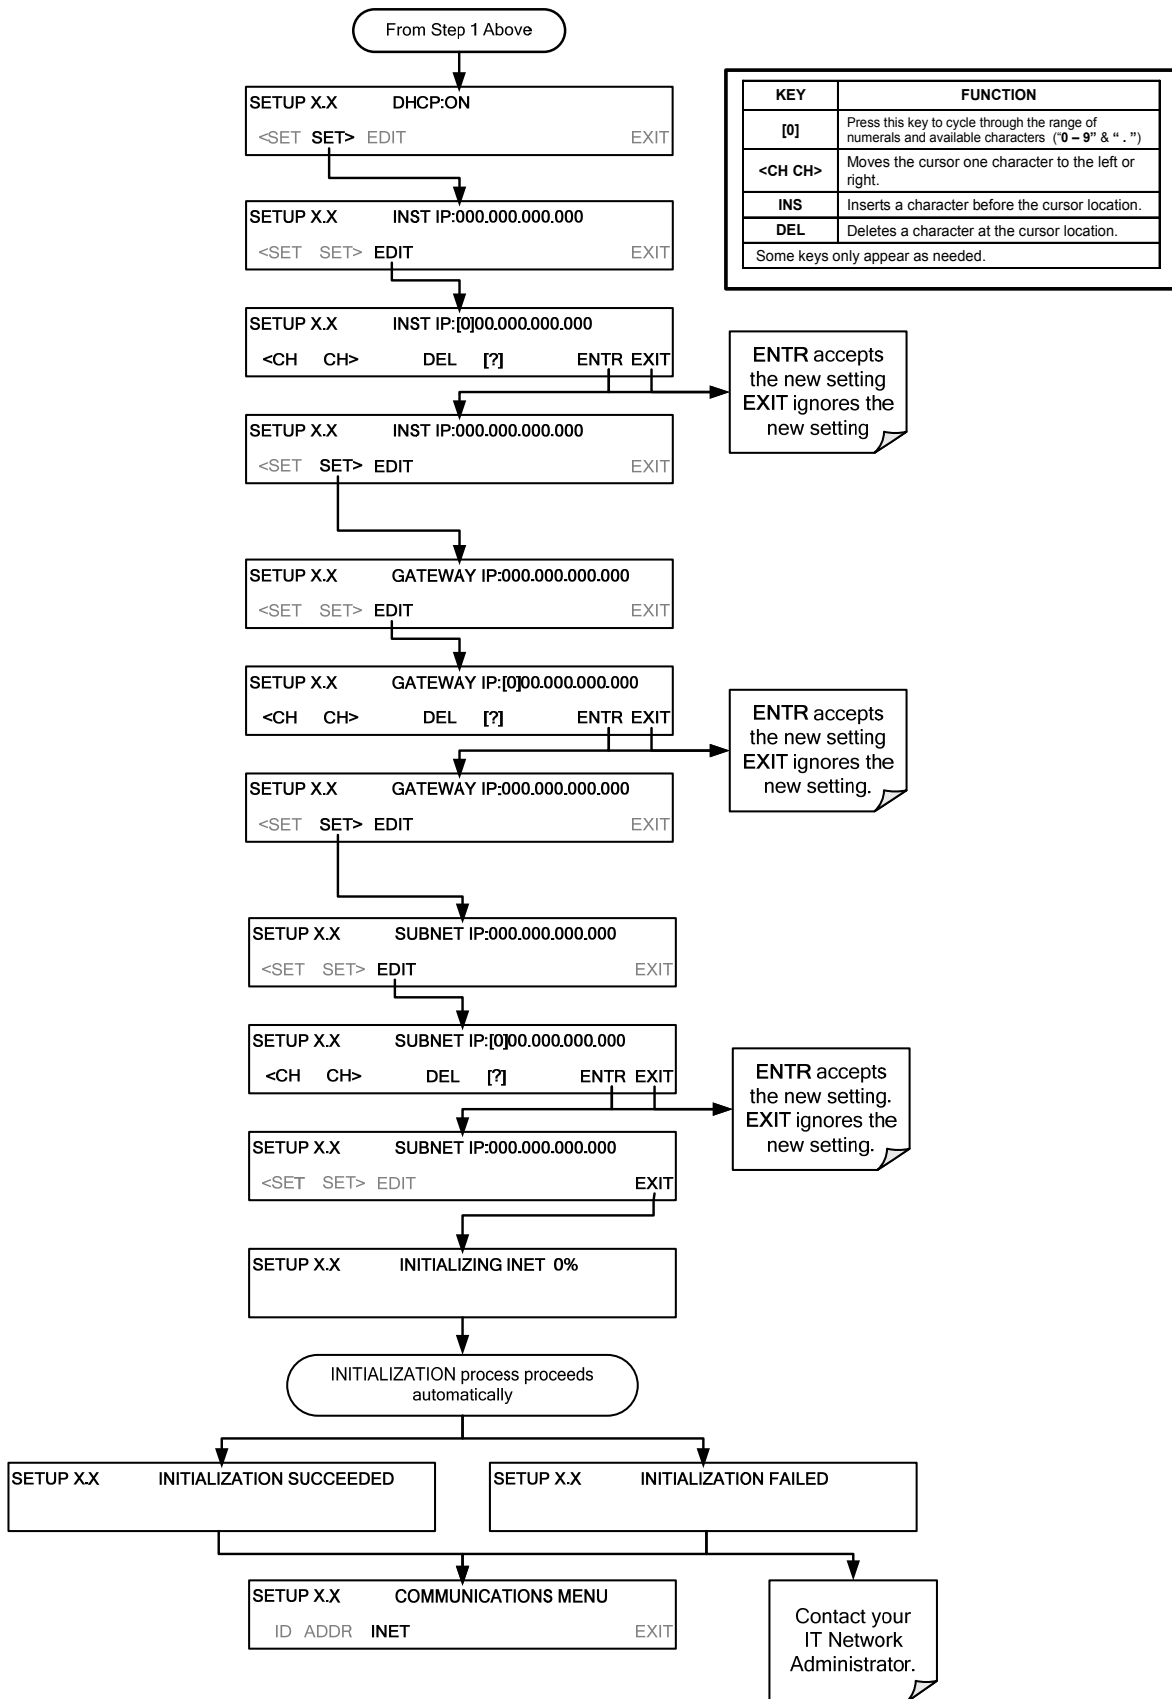 From Step 1 Above
SETUP X.X DHCP:ON
<SET SET> EDIT EXIT
KEY FUNCTION
[0] Press this key to cycle through the range of
numerals and available characters (“0 – 9” & “ . ”)
<CH CH> Moves the cursor one character to the left or
right.
INS Inserts a character before the cursor location.
DEL Deletes a character at the cursor location.
Some keys only appear as needed.
SETUP X.X INST IP:000.000.000.000
<SET SET> EDIT EXIT
SETUP X.X INST IP:[0]00.000.000.000
<CH CH> DEL [?] ENTR EXIT
ENTR accepts
the new setting
EXIT ignores the
new setting
SETUP X.X INST IP:000.000.000.000
<SET SET> EDIT EXIT
SETUP X.X GATEWAY IP:000.000.000.000
<SET SET> EDIT EXIT
SETUP X.X GATEWAY IP:[0]00.000.000.000
<CH CH> DEL [?] ENTR EXIT
ENTR accepts
the new setting
EXIT ignores the
new setting.
SETUP X.X GATEWAY IP:000.000.000.000
<SET SET> EDIT EXIT
SETUP X.X SUBNET IP:000.000.000.000
<SET SET> EDIT EXIT
SETUP X.X SUBNET IP:[0]00.000.000.000
<CH CH> DEL [?] ENTR EXIT
ENTR accepts
the new setting.
EXIT ignores the
new setting.
SETUP X.X SUBNET IP:000.000.000.000
<SET SET> EDIT EXIT
SETUP X.X INITIALIZING INET 0%
INITIALIZATION process proceeds
automatically
SETUP X.X INITIALIZATION SUCCEEDED
SETUP X.X INITIALIZATION FAILED
SETUP X.X COMMUNICATIONS MENU
ID ADDR INET EXIT
Contact your
IT Network
Administrator.